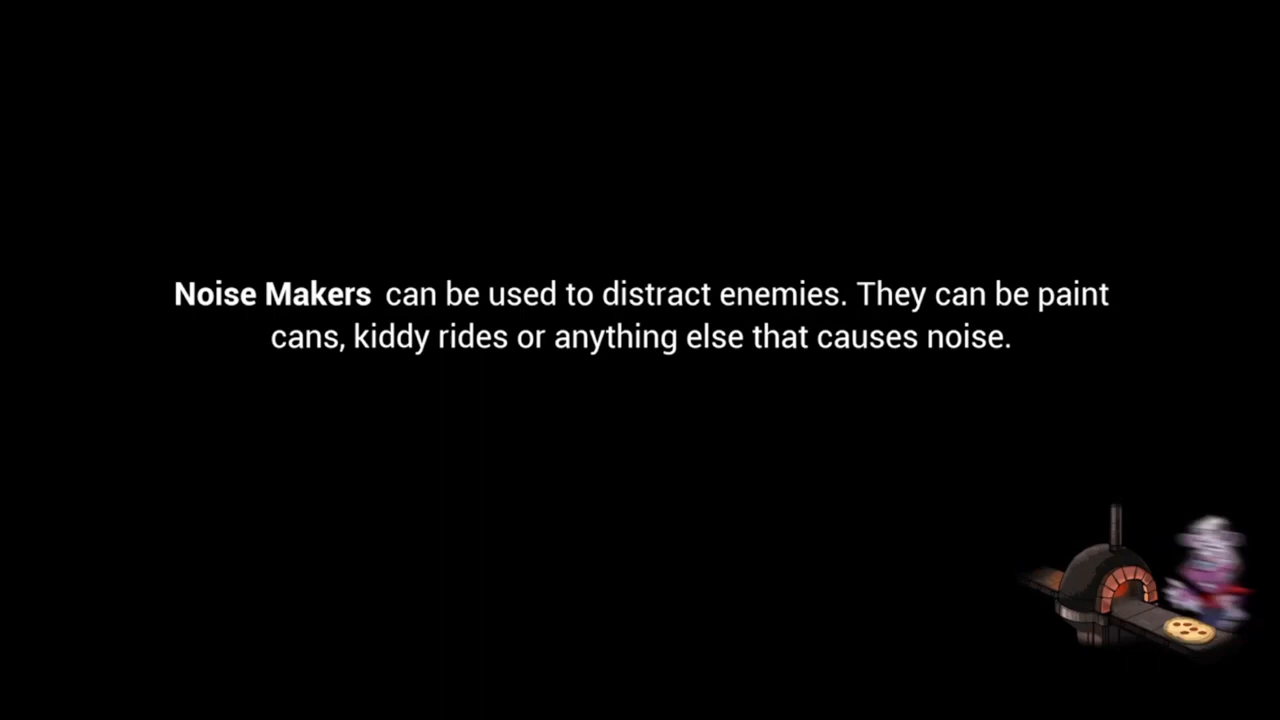 Noise Makers can be used to distract enemies. They can be paint
cans, kiddy rides or anything else that causes noise.